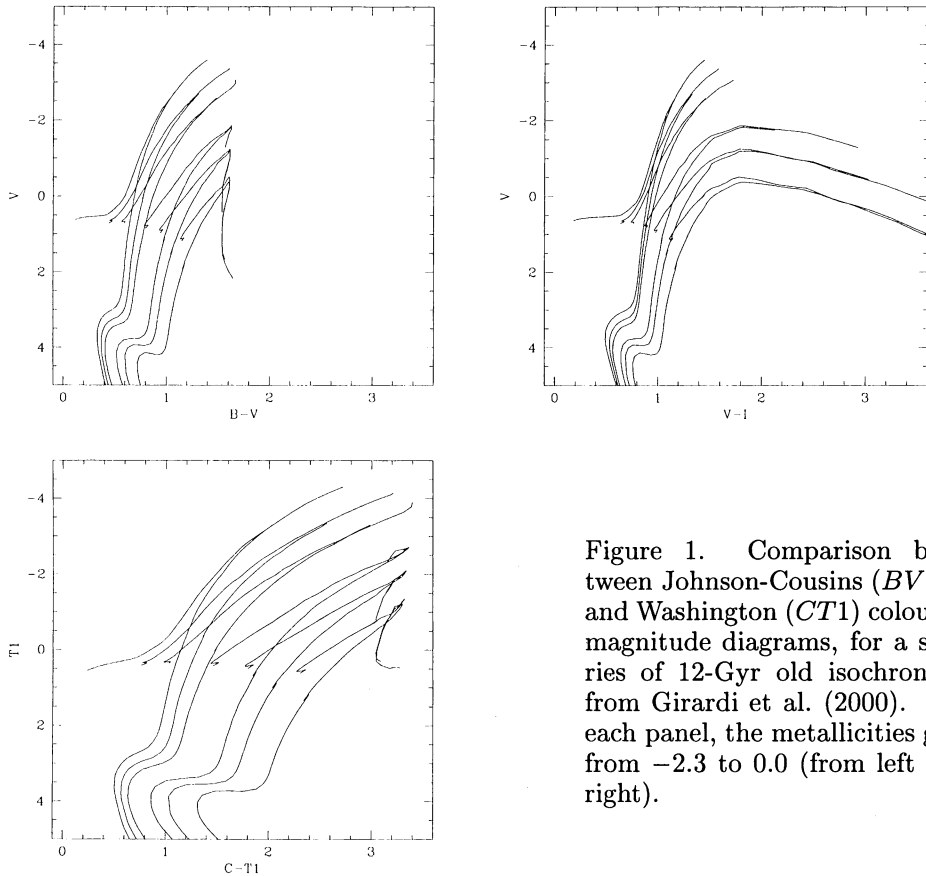 -4
-2
0
2
4
V
0 1 2 3
B-V
-4
-2
0
2
4
V
0 1 2 3
V-I
-4
-2
0
2
4
T1
0 1 2 3
C-T1
Figure 1. Comparison b
tween Johnson-Cousins (BV
and Washington (CT1) colou
magnitude diagrams, for a s
ries of 12-Gyr old isochron
from Girardi et al. (2000).
each panel, the metallicities g
from −2.3 to 0.0 (from left
right).